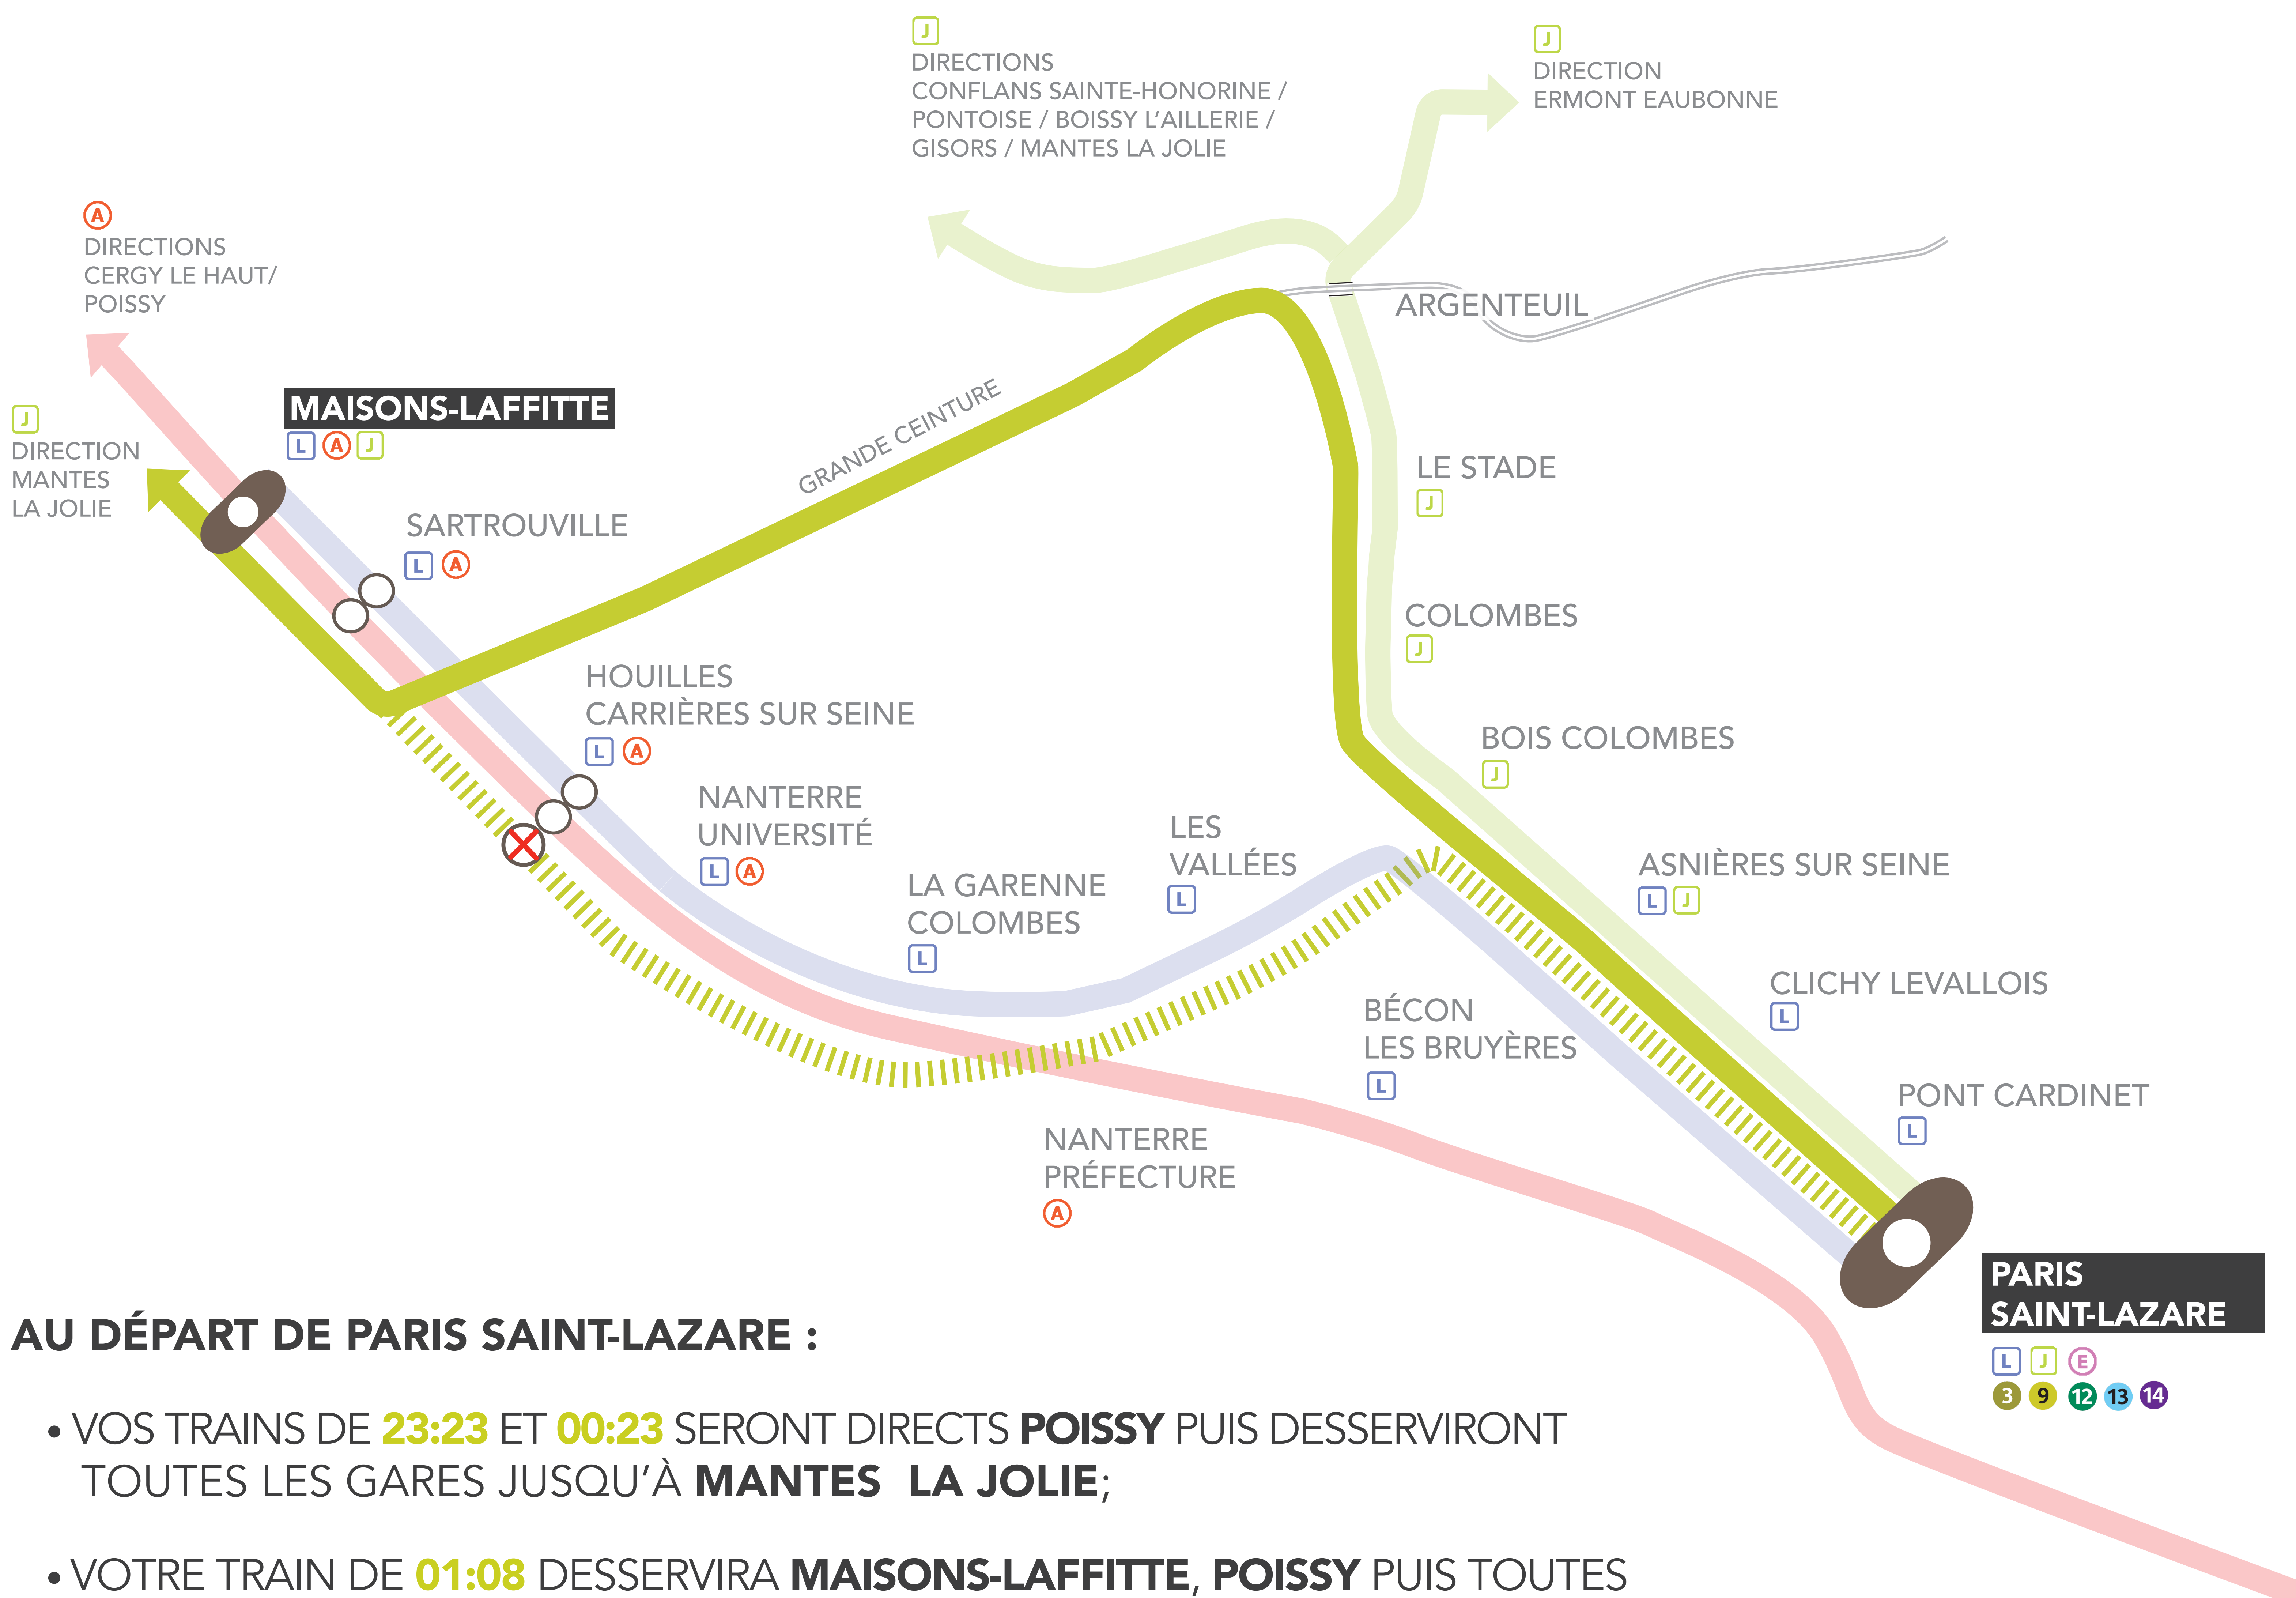 J
DIRECTIONS
CONFLANS SAINTE-HONORINE /
PONTOISE / BOISSY L'AILLERIE /
GISORS / MANTES LA JOLIE
J
DIRECTION
ERMONT EAUBONNE
A
DIRECTIONS
CERGY LE HAUT/
POISSY
ARGENTEUIL
J
DIRECTION
MANTES
LA JOLIE
MAISONS-LAFFITTE
L A J
GRANDE CEINTURE
SARTROUVILLE
L A
LE STADE
J
COLOMBES
J
HOUILLES
CARRIÈRES SUR SEINE
L A
BOIS COLOMBES
J
NANTERRE
UNIVERSITÉ
L A
LES
VALLÉES
L
LA GARENNE
COLOMBES
L
ASNIÈRES SUR SEINE
L J
CLICHY LEVALLOIS
L
BÉCON
LES BRUYÈRES
L
PONT CARDINET
L
NANTERRE
PRÉFECTURE
A
PARIS
SAINT-LAZARE
L J E
3 9 12 13 14
AU DÉPART DE PARIS SAINT-LAZARE :
• VOS TRAINS DE 23:23 ET 00:23 SERONT DIRECTS POISSY PUIS DESSERVIRONT
TOUTES LES GARES JUSQU'À MANTES LA JOLIE;
• VOTRE TRAIN DE 01:08 DESSERVIRA MAISONS-LAFFITTE, POISSY PUIS TOUTES